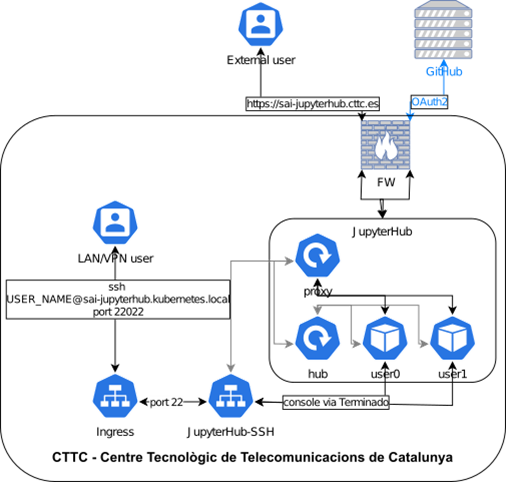 External user
GitHub
https://sai-jupyterhub.cttc.es
OAuth2
FW
JupyterHub
LAN/VPN user
ssh
USER_NAME@sai-jupyterhub.kubernetes.local
port 22022
proxy
hub
user0
user1
port 22
console via Terminado
Ingress
JupyterHub-SSH
CTTC - Centre Tecnològic de Telecomunicacions de Catalunya